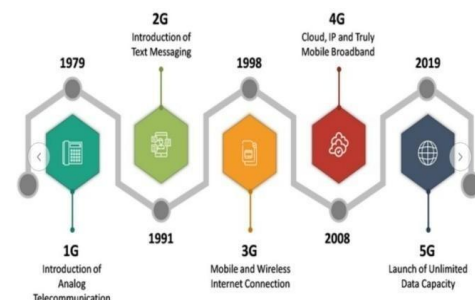 2G
Introduction of
Text Messaging
4G
Cloud, IP and Truly
Mobile Broadband
1979
1998
2019
1991
2008
1G
Introduction of
Analog
Telecommunication
3G
Mobile and Wireless
Internet Connection
5G
Launch of Unlimited
Data Capacity